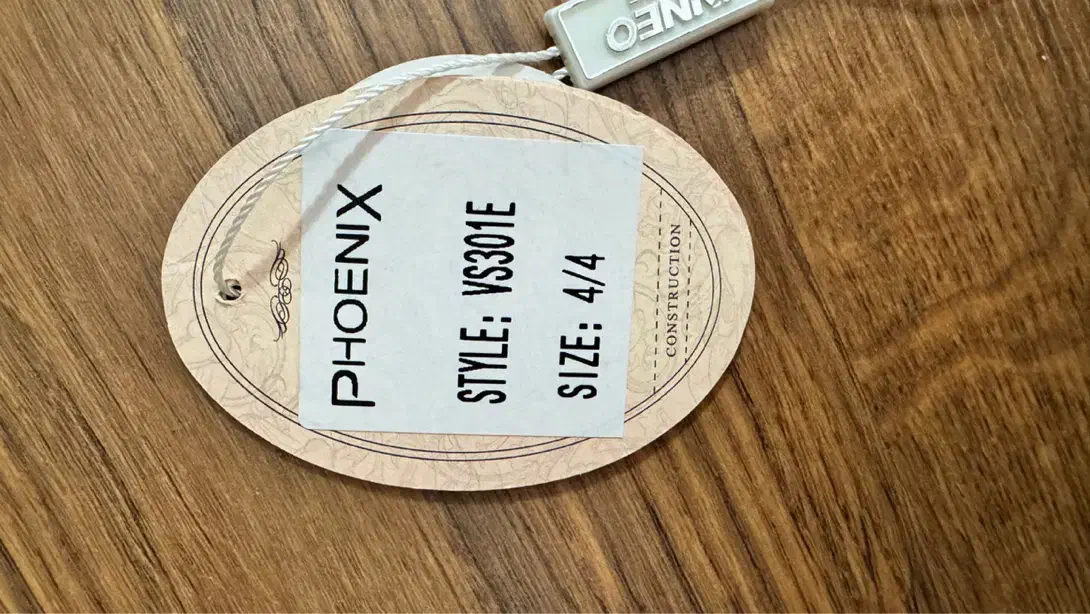 PHOENIX
STYLE: VS301E
SIZE: 4/4
CONSTRUCTION